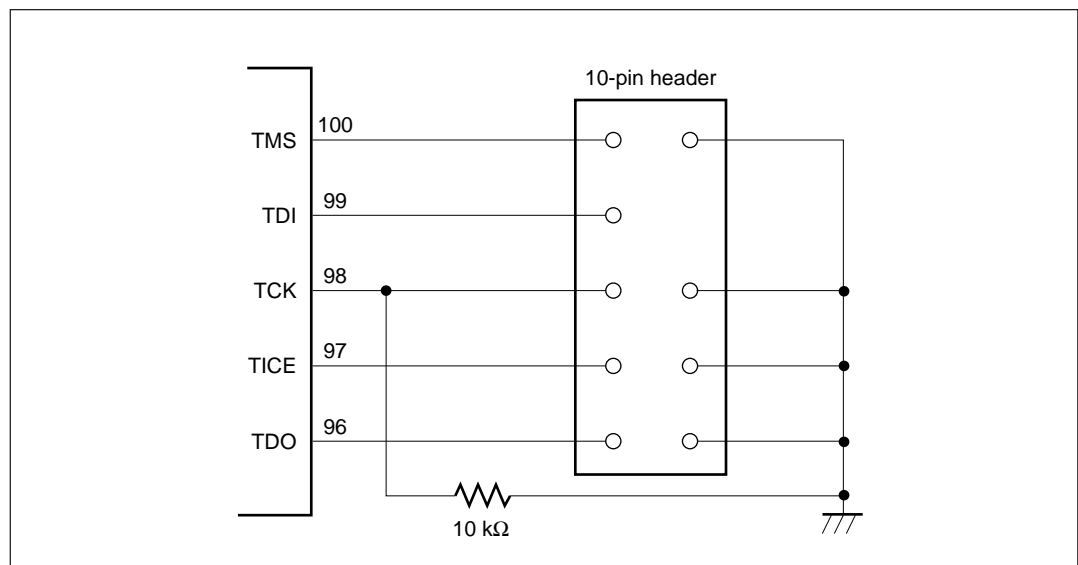 10-pin header
TMS 100
TDI 99
TCK 98
TICE 97
TDO 96
10 kΩ